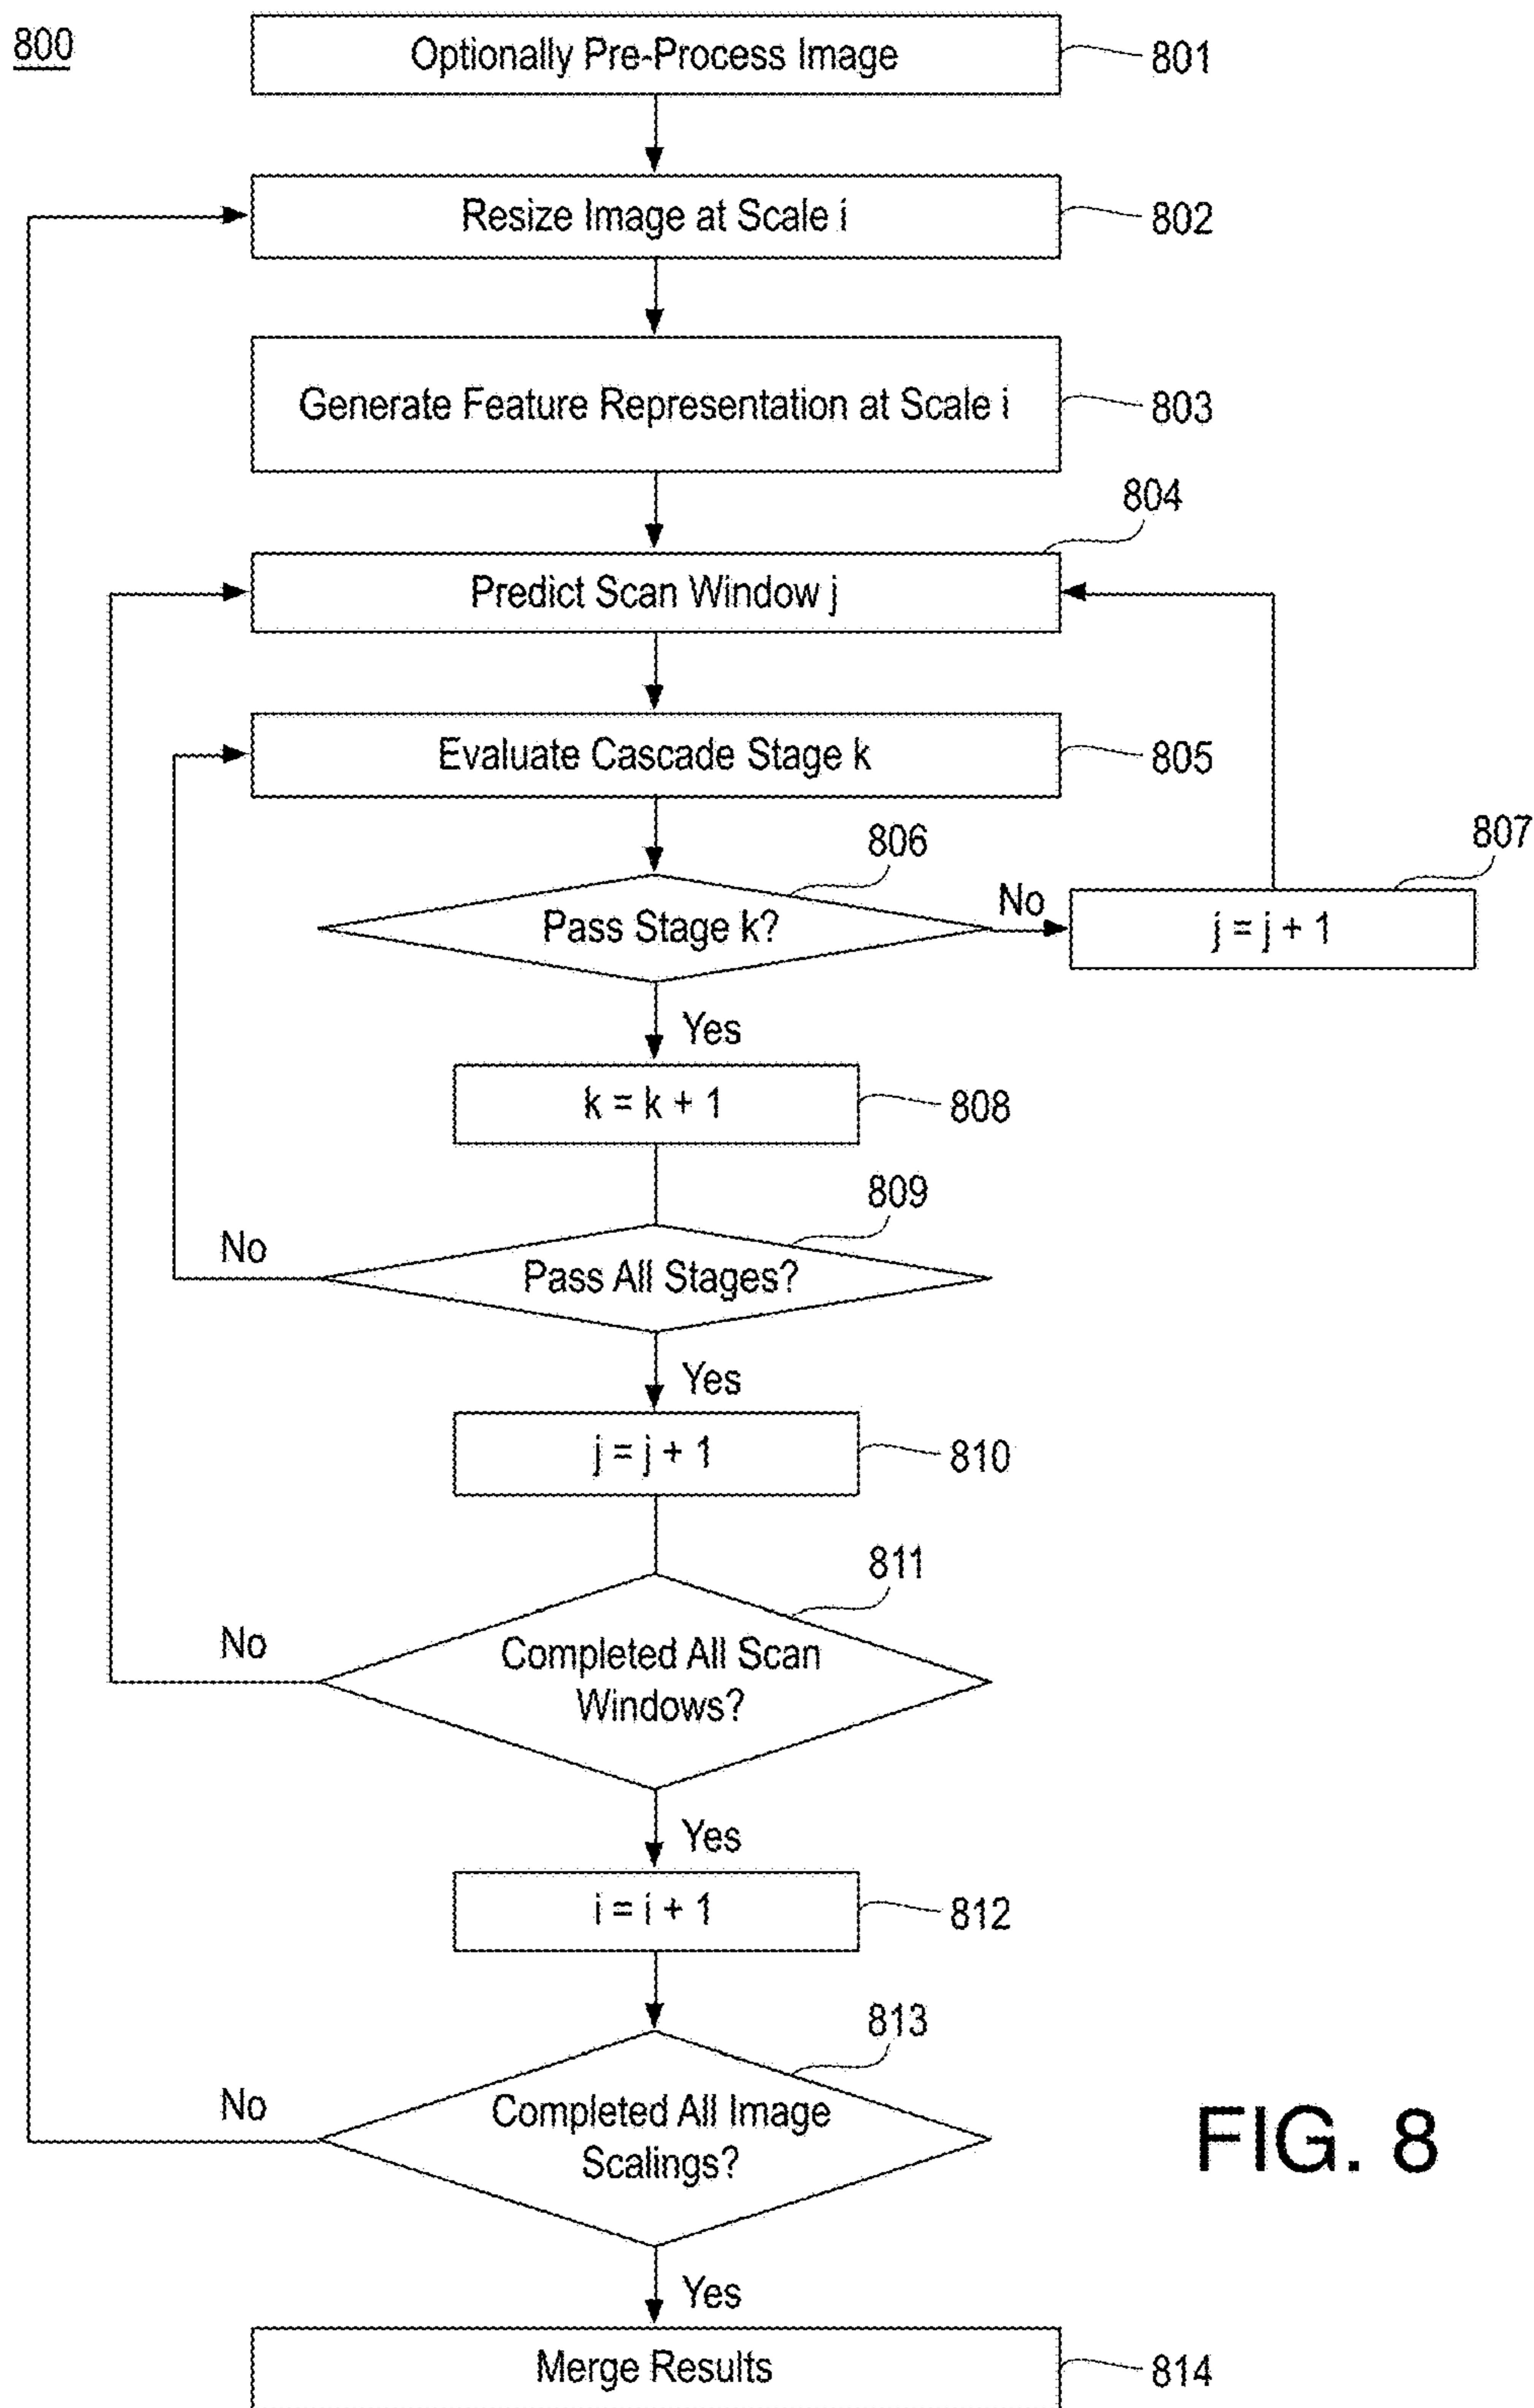 800
Optionally Pre-Process Image
801
Resize Image at Scale i
802
Generate Feature Representation at Scale i
803
804
Predict Scan Window j
Evaluate Cascade Stage k
805
806
807
Pass Stage k?
No
j = j + 1
Yes
k = k + 1
808
809
No
Pass All Stages?
Yes
j = j + 1
810
811
No
Completed All Scan
Windows?
Yes
i = i + 1
812
813
No
Completed All Image
Scalings?
FIG. 8
Yes
Merge Results
814